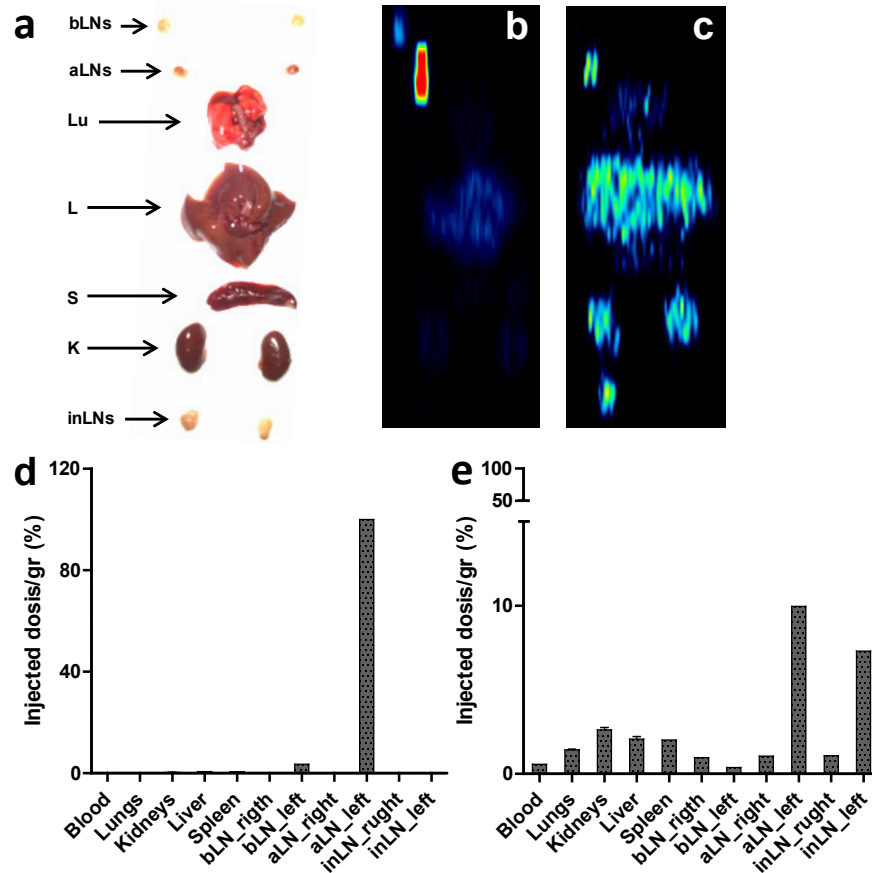 a
bLNs
aLNs
Lu
L
S
K
inLNs
b
c
d
Injected dosis/gr (%)
120
80
40
0
Blood
Lungs
Kidneys
Liver
Spleen
bLN_rigth
bLN_left
aLN_right
aLN_left
inLN_rught
inLN_left
e
Injected dosis/gr (%)
100
50
10
0
Blood
Lungs
Kidneys
Liver
Spleen
bLN_rigth
bLN_left
aLN_right
aLN_left
inLN_right
inLN_left